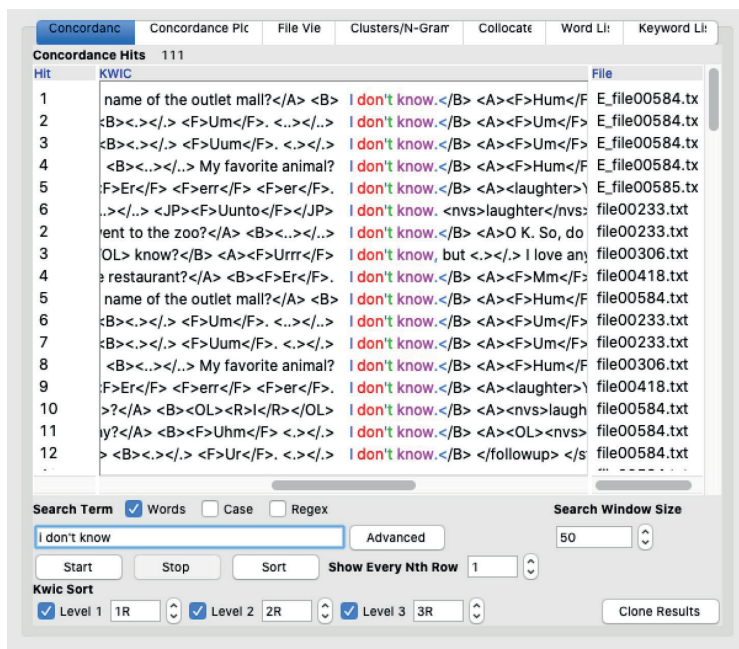 Concordanc Concordance Plo File Vie Clusters/N-Gram Collocate Word Lis Keyword Lis
Concordance Hits 111
Hit KWIC File
1 name of the outlet mall?</A> <B> I don't know.</B> <A><F>Hum</F E_file00584.tx
2 <B><.></.> <F>Um</F>. <..></..> I don't know.</B> <A><F>Um</F> E_file00584.tx
3 <B><.></.> <F>Uum</F>. <.></.> I don't know.</B> <A><F>Um</F> E_file00584.tx
4 <B><..></..> My favorite animal? I don't know.</B> <A><F>Hum</F E_file00584.tx
5 :F>Er</F> <F>err</F> <F>er</F>. I don't know.</B> <A><laughter>Y E_file00585.tx
6 .></..> <JP><F>Uunto</F></JP> I don't know. <nvs>laughter</nvs> file00233.txt
2 ent to the zoo?</A> <B><..></..> I don't know.</B> <A>O K. So, do file00233.txt
3 'OL> know?</B> <A><F>Urrr</F> I don't know, but <.></.> I love any file00306.txt
4 e restaurant?</A> <B><F>Er</F>. I don't know.</B> <A><F>Mm</F> file00418.txt
5 name of the outlet mall?</A> <B> I don't know.</B> <A><F>Hum</F file00584.txt
6 <B><.></.> <F>Um</F>. <..></..> I don't know.</B> <A><F>Um</F> file00233.txt
7 <B><.></.> <F>Uum</F>. <.></.> I don't know.</B> <A><F>Um</F> file00233.txt
8 <B><..></..> My favorite animal? I don't know.</B> <A><F>Hum</F file00306.txt
9 :F>Er</F> <F>err</F> <F>er</F>. I don't know.</B> <A><laughter>Y file00418.txt
10 >?</A> <B><OL><R>I</R></OL> I don't know.</B> <A><nvs>laugh file00584.txt
11 ıy?</A> <B><F>Uhm</F> <.></.> I don't know.</B> <A><OL><nvs> file00584.txt
12 > <B><.></.> <F>Ur</F>. <.></.> I don't know.</B> </followup> </s file00584.txt
Search Term Words Case Regex Search Window Size
i don't know Advanced 50
Start Stop Sort Show Every Nth Row 1
Kwic Sort
Level 1 1R Level 2 2R Level 3 3R Clone Results